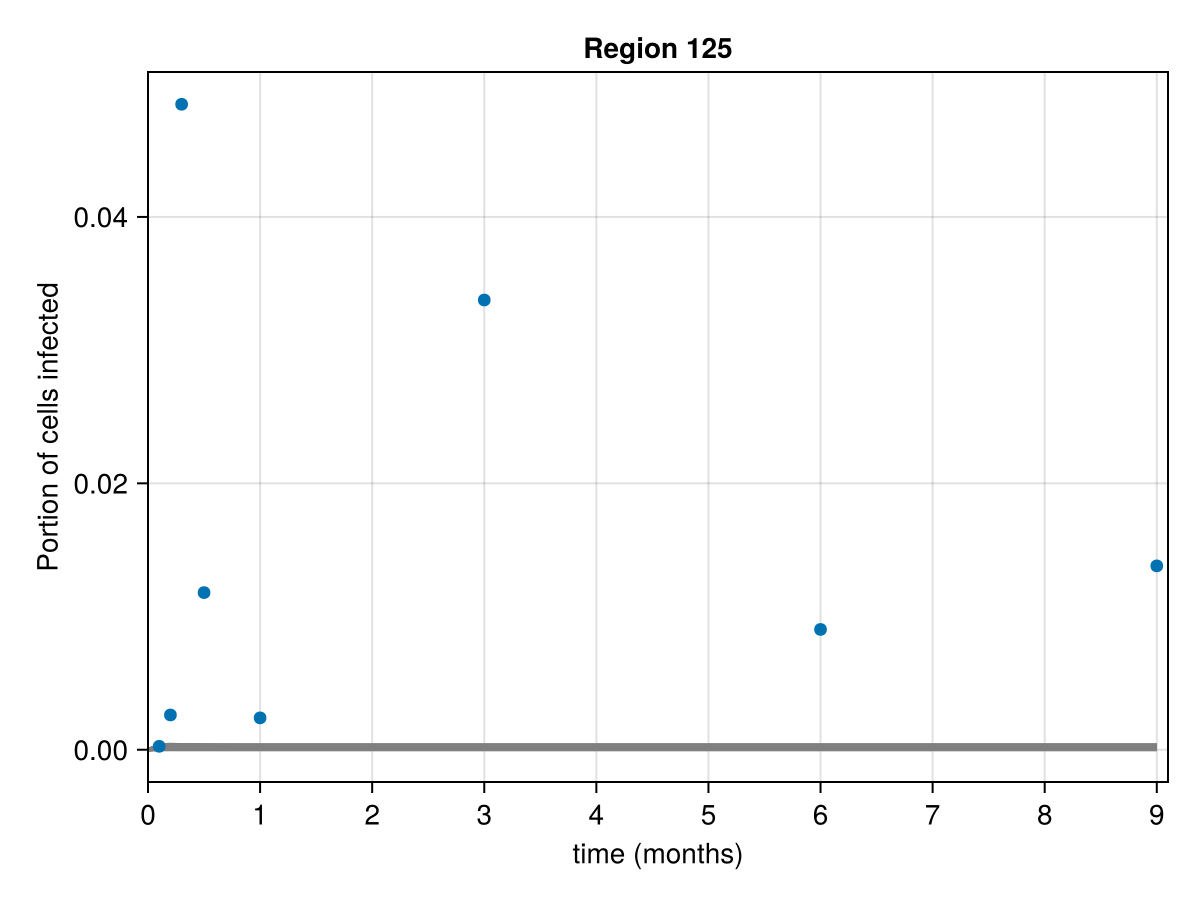 Region 125
Portion of cells infected
0.04
0.02
0.00
0 1 2 3 4 5 6 7 8 9
time (months)